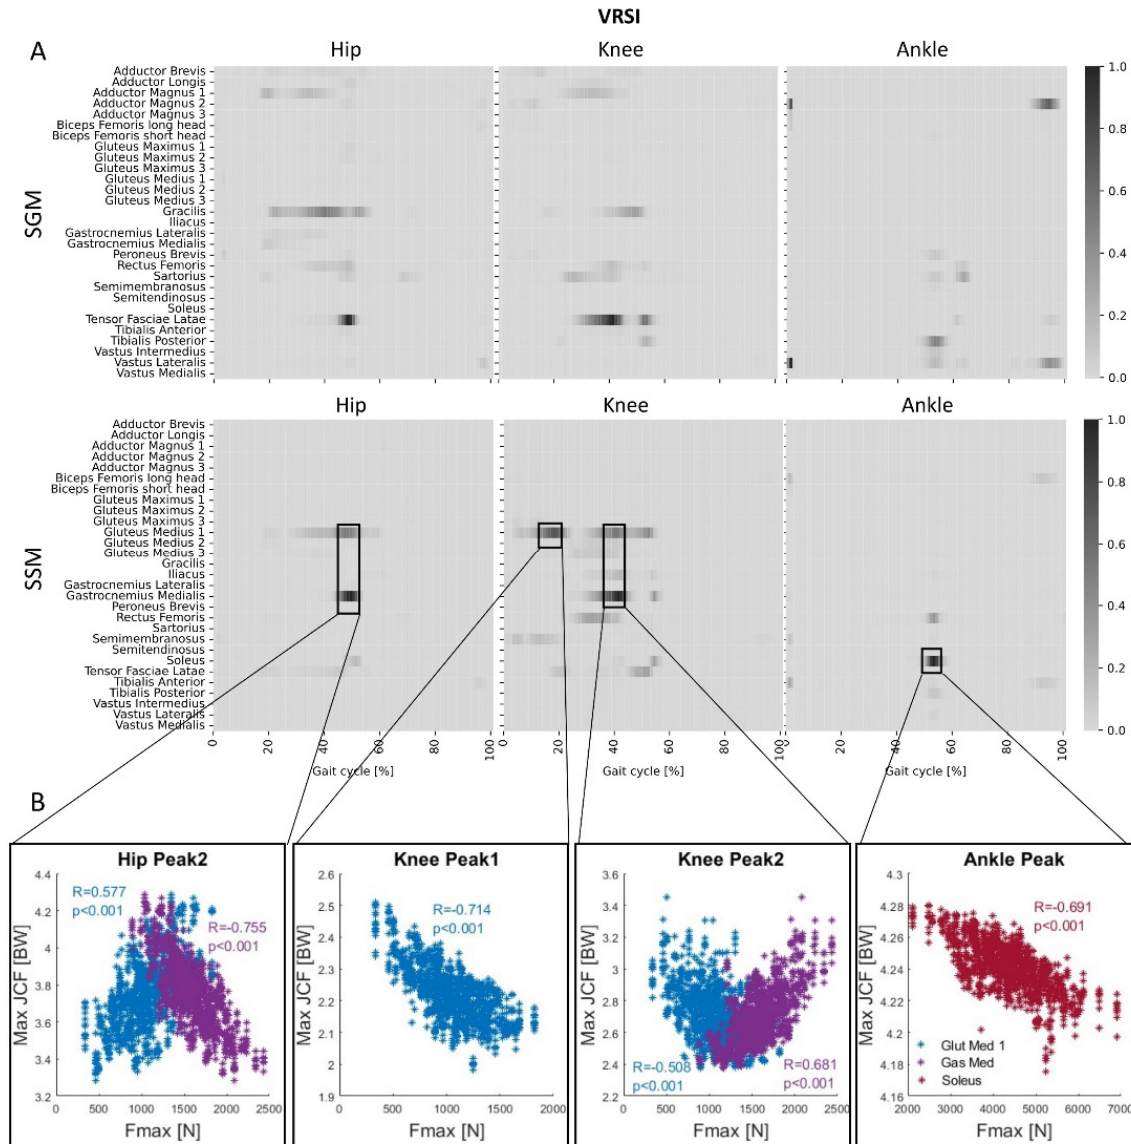 VRSI
A
Hip Knee Ankle
SGM
Adductor Brevis
Adductor Longis
Adductor Magnus 1
Adductor Magnus 2
Adductor Magnus 3
Biceps Femoris long head
Biceps Femoris short head
Gluteus Maximus 1
Gluteus Maximus 2
Gluteus Maximus 3
Gluteus Medius 1
Gluteus Medius 2
Gluteus Medius 3
Gracilis
Iliacus
Gastrocnemius Lateralis
Gastrocnemius Medialis
Peroneus Brevis
Rectus Femoris
Sartorius
Semimembranosus
Semitendinosus
Soleus
Tensor Fasciae Latae
Tibialis Anterior
Tibialis Posterior
Vastus Intermedius
Vastus Lateralis
Vastus Medialis
1.0
0.8
0.6
0.4
0.2
0.0
Hip Knee Ankle
SSM
Adductor Brevis
Adductor Longis
Adductor Magnus 1
Adductor Magnus 2
Adductor Magnus 3
Biceps Femoris long head
Biceps Femoris short head
Gluteus Maximus 1
Gluteus Maximus 2
Gluteus Maximus 3
Gluteus Medius 1
Gluteus Medius 2
Gluteus Medius 3
Gracilis
Iliacus
Gastrocnemius Lateralis
Gastrocnemius Medialis
Peroneus Brevis
Rectus Femoris
Sartorius
Semimembranosus
Semitendinosus
Soleus
Tensor Fasciae Latae
Tibialis Anterior
Tibialis Posterior
Vastus Intermedius
Vastus Lateralis
Vastus Medialis
1.0
0.8
0.6
0.4
0.2
0.0
0 20 40 60 80 100 0 20 40 60 80 100 0 20 40 60 80 100
Gait cycle [%] Gait cycle [%] Gait cycle [%]
B
Hip Peak2
Max JCF [BW]
4.4
4.2
4
3.8
3.6
3.4
3.2
R=0.577
p<0.001
R=-0.755
p<0.001
0 500 1000 1500 2000 2500
Fmax [N]
Knee Peak1
Max JCF [BW]
2.6
2.5
2.4
2.3
2.2
2.1
2
1.9
R=-0.714
p<0.001
0 500 1000 1500 2000
Fmax [N]
Knee Peak2
Max JCF [BW]
3.6
3.4
3.2
3
2.8
2.6
2.4
2.2
R=-0.508
p<0.001
R=0.681
p<0.001
0 500 1000 1500 2000 2500
Fmax [N]
Ankle Peak
Max JCF [BW]
4.3
4.28
4.26
4.24
4.22
4.2
4.18
4.16
R=-0.691
p<0.001
Glut Med 1
Gas Med
Soleus
2000 3000 4000 5000 6000 7000
Fmax [N]